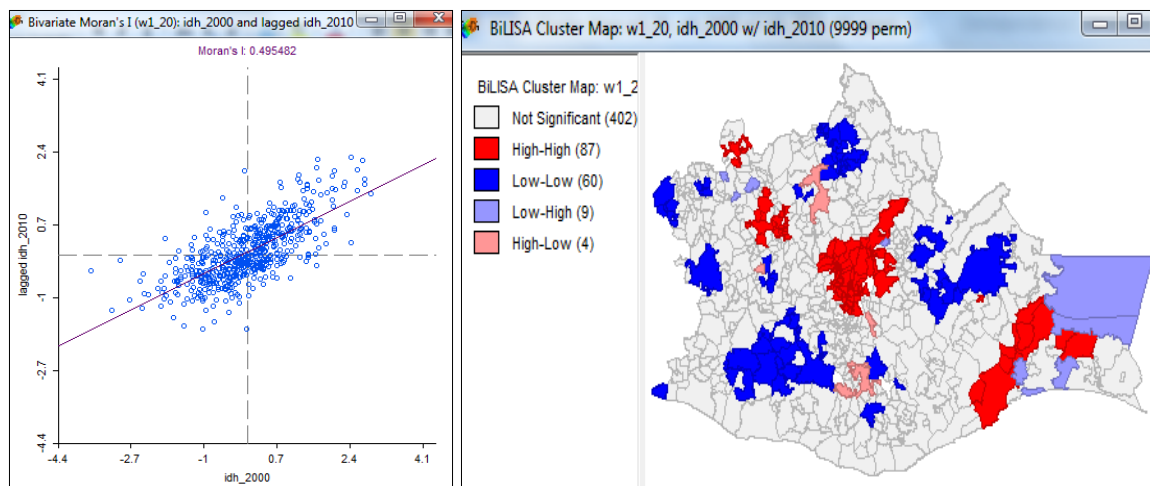 Bivariate Moran's I (w1_20): idh_2000 and lagged idh_2010
Moran's I: 0.495482
4.1
2.4
0.7
-1
-2.7
-4.4
lagged idh_2010
-4.4 -2.7 -1 0.7 2.4 4.1
idh_2000
BiLISA Cluster Map: w1_20, idh_2000 w/ idh_2010 (9999 perm)
BiLISA Cluster Map: w1_2
Not Significant (402)
High-High (87)
Low-Low (60)
Low-High (9)
High-Low (4)